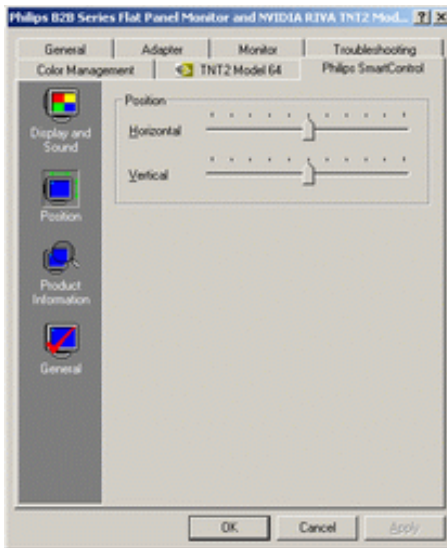 Philips B2B Series Flat Panel Monitor and NVIDIA RIVA TNT2 Mod...
General Adapter Monitor Troubleshooting
Color Management TNT2 Model 64 Philips SmartControl
Display and
Sound
Position
Product
Information
General
Position
Horizontal
Vertical
OK Cancel Apply